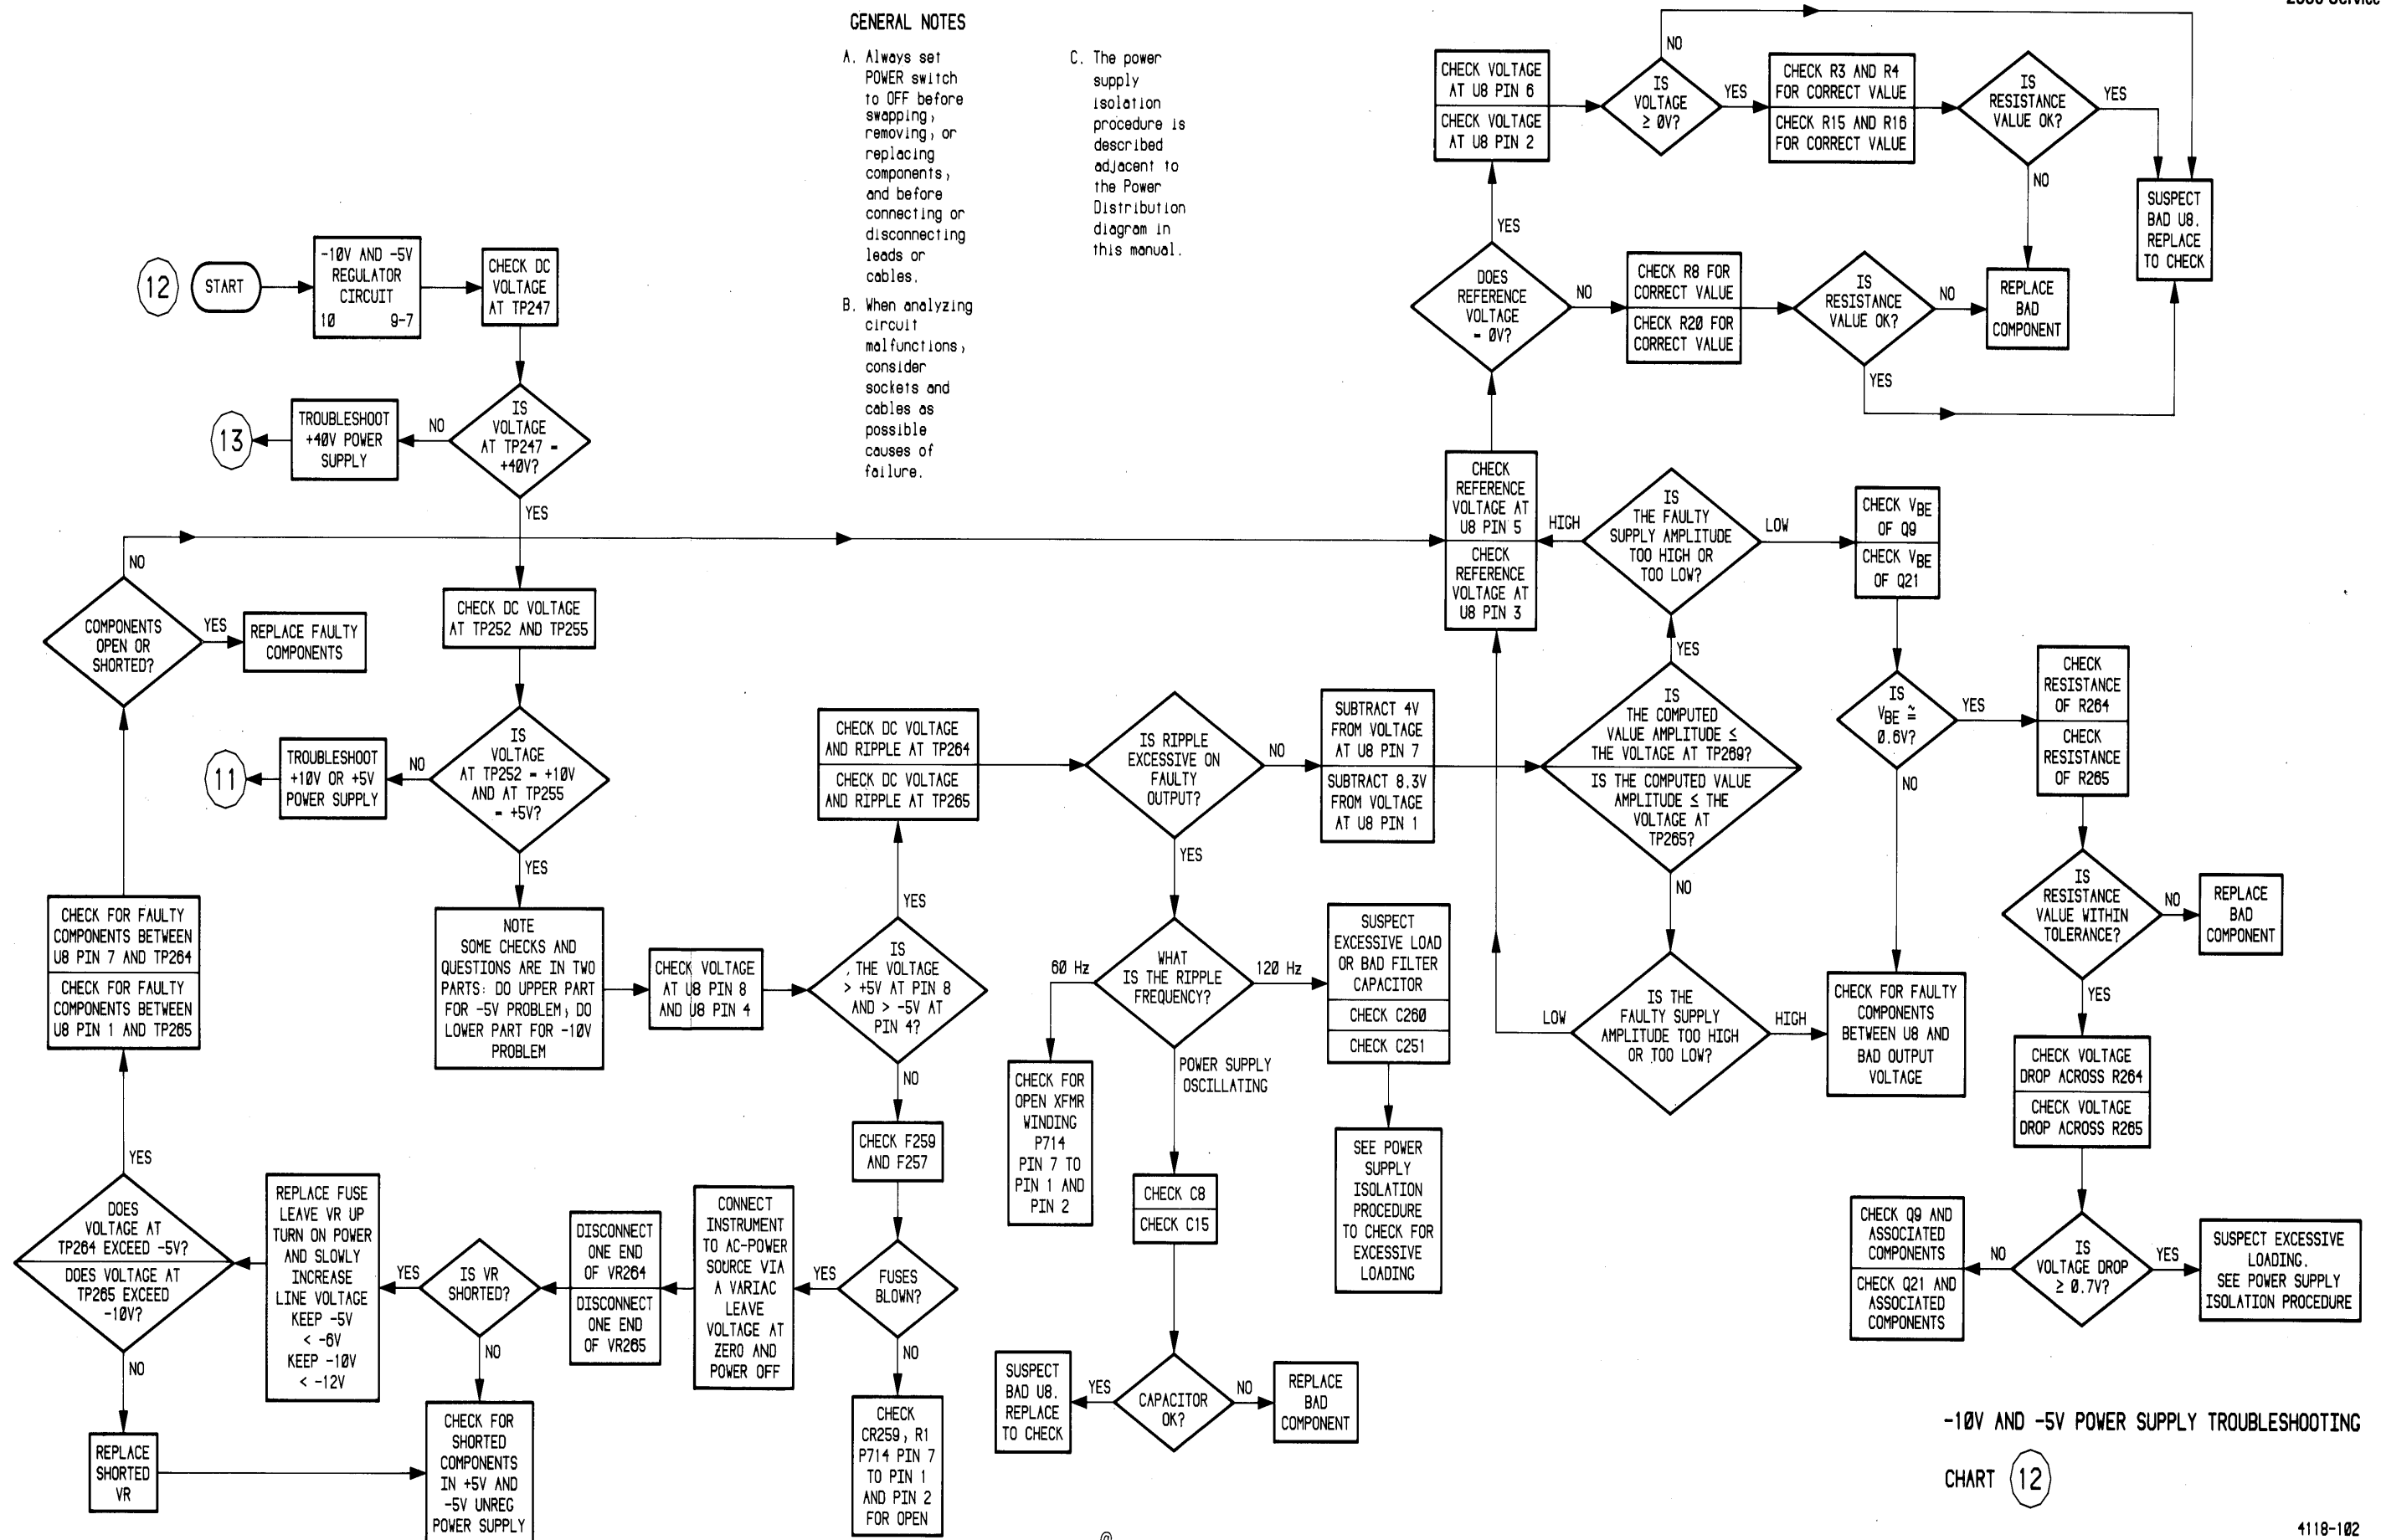 GENERAL NOTES
A. Always set
POWER switch
to OFF before
swapping,
removing, or
replacing
components,
and before
connecting or
disconnecting
leads or
cables.
B. When analyzing
circuit
malfunctions,
consider
sockets and
cables as
possible
causes of
failure.
C. The power
supply
isolation
procedure is
described
adjacent to
the Power
Distribution
diagram in
this manual.
12
START
-10V AND -5V
REGULATOR
CIRCUIT
10 9-7
CHECK DC
VOLTAGE
AT TP247
IS
VOLTAGE
AT TP247 =
+40V?
NO
TROUBLESHOOT
+40V POWER
SUPPLY
13
YES
CHECK DC VOLTAGE
AT TP252 AND TP255
IS
VOLTAGE
AT TP252 = +10V
AND AT TP255
= +5V?
NO
TROUBLESHOOT
+10V OR +5V
POWER SUPPLY
11
YES
NOTE
SOME CHECKS AND
QUESTIONS ARE IN TWO
PARTS: DO UPPER PART
FOR -5V PROBLEM, DO
LOWER PART FOR -10V
PROBLEM
CHECK VOLTAGE
AT U8 PIN 8
AND U8 PIN 4
IS
THE VOLTAGE
> +5V AT PIN 8
AND > -5V AT
PIN 4?
YES
CHECK DC VOLTAGE
AND RIPPLE AT TP264
CHECK DC VOLTAGE
AND RIPPLE AT TP265
NO
CHECK F259
AND F257
FUSES
BLOWN?
NO
CHECK
CR259, R1
P714 PIN 7
TO PIN 1
AND PIN 2
FOR OPEN
YES
CONNECT
INSTRUMENT
TO AC-POWER
SOURCE VIA
A VARIAC
LEAVE
VOLTAGE AT
ZERO AND
POWER OFF
DISCONNECT
ONE END
OF VR264
DISCONNECT
ONE END
OF VR265
IS VR
SHORTED?
NO
CHECK FOR
SHORTED
COMPONENTS
IN +5V AND
-5V UNREG
POWER SUPPLY
YES
REPLACE FUSE
LEAVE VR UP
TURN ON POWER
AND SLOWLY
INCREASE
LINE VOLTAGE
KEEP -5V
< -6V
KEEP -10V
< -12V
DOES
VOLTAGE AT
TP264 EXCEED -5V?
DOES VOLTAGE AT
TP265 EXCEED
-10V?
NO
REPLACE
SHORTED
VR
YES
CHECK FOR FAULTY
COMPONENTS BETWEEN
U8 PIN 7 AND TP264
CHECK FOR FAULTY
COMPONENTS BETWEEN
U8 PIN 1 AND TP265
COMPONENTS
OPEN OR
SHORTED?
YES
REPLACE FAULTY
COMPONENTS
NO
IS RIPPLE
EXCESSIVE ON
FAULTY
OUTPUT?
YES
WHAT
IS THE RIPPLE
FREQUENCY?
60 Hz
CHECK FOR
OPEN XFMR
WINDING
P714
PIN 7 TO
PIN 1 AND
PIN 2
120 Hz
SUSPECT
EXCESSIVE LOAD
OR BAD FILTER
CAPACITOR
CHECK C260
CHECK C251
SEE POWER
SUPPLY
ISOLATION
PROCEDURE
TO CHECK FOR
EXCESSIVE
LOADING
POWER SUPPLY
OSCILLATING
CHECK C8
CHECK C15
CAPACITOR
OK?
YES
SUSPECT
BAD U8.
REPLACE
TO CHECK
NO
REPLACE
BAD
COMPONENT
NO
SUBTRACT 4V
FROM VOLTAGE
AT U8 PIN 7
SUBTRACT 8.3V
FROM VOLTAGE
AT U8 PIN 1
IS
THE COMPUTED
VALUE AMPLITUDE ≤
THE VOLTAGE AT TP269?
IS THE COMPUTED VALUE
AMPLITUDE ≤ THE
VOLTAGE AT
TP265?
YES
IS
THE FAULTY
SUPPLY AMPLITUDE
TOO HIGH OR
TOO LOW?
HIGH
CHECK
REFERENCE
VOLTAGE AT
U8 PIN 5
CHECK
REFERENCE
VOLTAGE AT
U8 PIN 3
NO
IS THE
FAULTY SUPPLY
AMPLITUDE TOO HIGH
OR TOO LOW?
LOW
HIGH
CHECK FOR FAULTY
COMPONENTS
BETWEEN U8 AND
BAD OUTPUT
VOLTAGE
DOES
REFERENCE
VOLTAGE
= 0V?
YES
CHECK VOLTAGE
AT U8 PIN 6
CHECK VOLTAGE
AT U8 PIN 2
IS
VOLTAGE
≥ 0V?
NO
YES
CHECK R3 AND R4
FOR CORRECT VALUE
CHECK R15 AND R16
FOR CORRECT VALUE
IS
RESISTANCE
VALUE OK?
YES
NO
SUSPECT
BAD U8.
REPLACE
TO CHECK
NO
CHECK R8 FOR
CORRECT VALUE
CHECK R20 FOR
CORRECT VALUE
IS
RESISTANCE
VALUE OK?
NO
REPLACE
BAD
COMPONENT
YES
LOW
CHECK VBE
OF Q9
CHECK VBE
OF Q21
IS
VBE ≅
0.6V?
NO
YES
CHECK
RESISTANCE
OF R264
CHECK
RESISTANCE
OF R265
IS
RESISTANCE
VALUE WITHIN
TOLERANCE?
NO
REPLACE
BAD
COMPONENT
YES
CHECK VOLTAGE
DROP ACROSS R264
CHECK VOLTAGE
DROP ACROSS R265
IS
VOLTAGE DROP
≥ 0.7V?
NO
CHECK Q9 AND
ASSOCIATED
COMPONENTS
CHECK Q21 AND
ASSOCIATED
COMPONENTS
YES
SUSPECT EXCESSIVE
LOADING.
SEE POWER SUPPLY
ISOLATION PROCEDURE
-10V AND -5V POWER SUPPLY TROUBLESHOOTING
CHART 12
4118-102
@